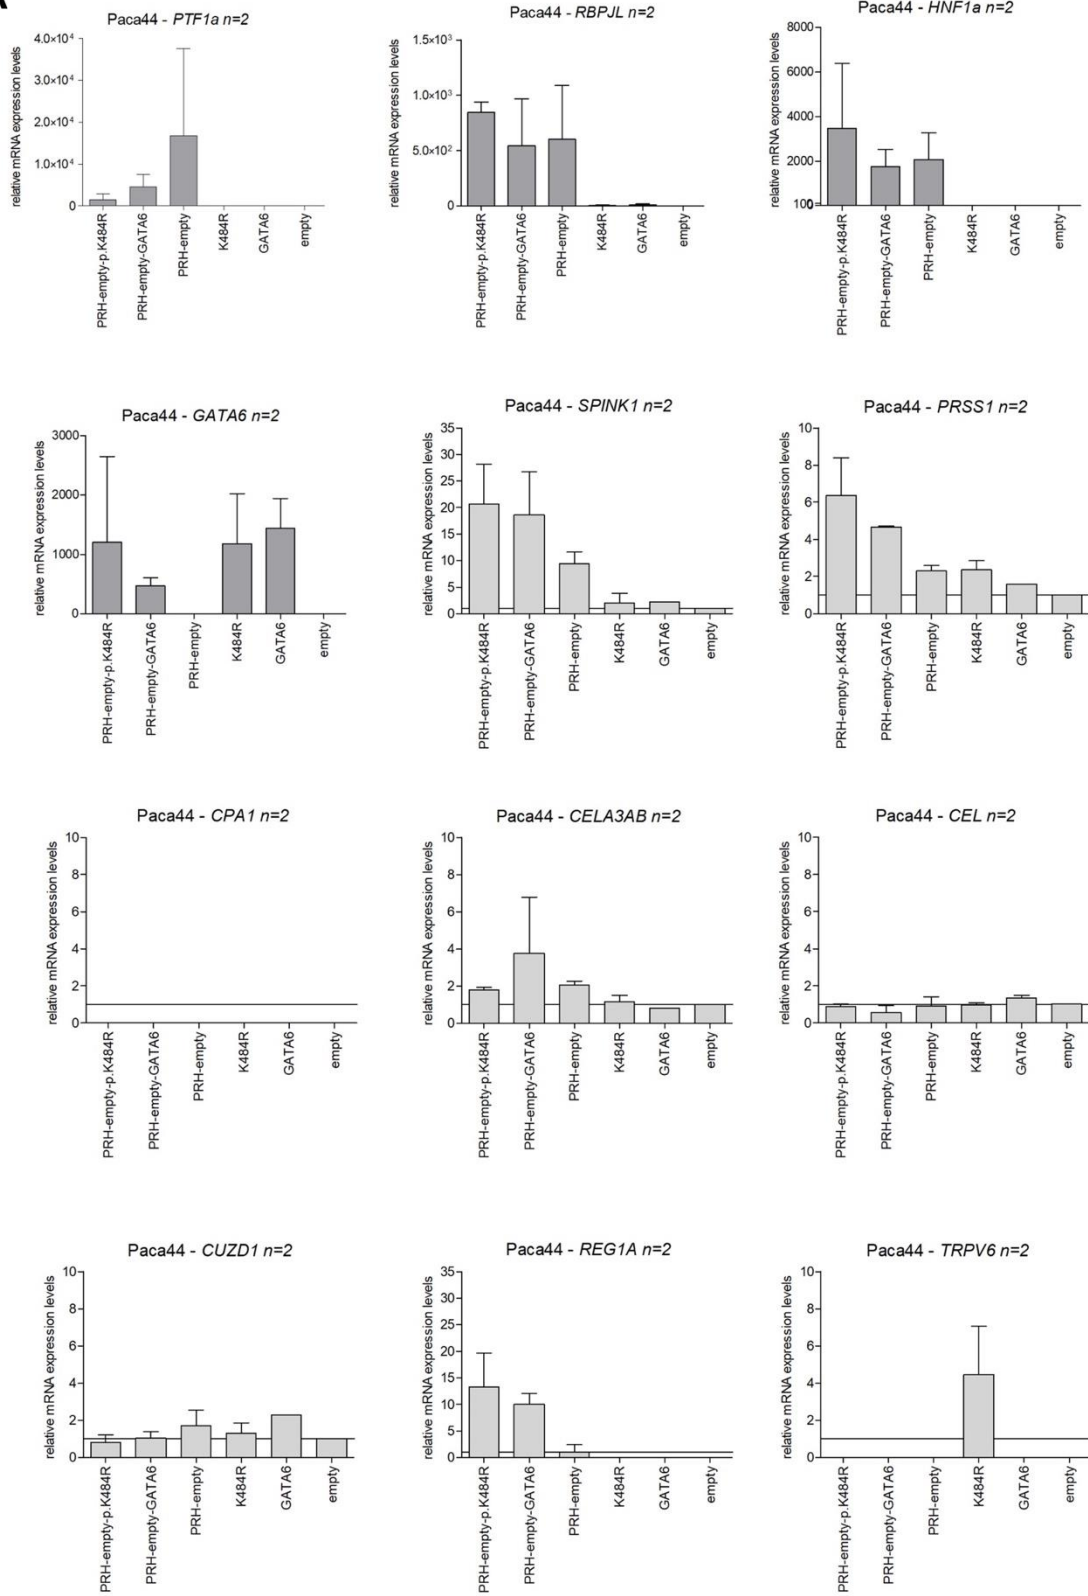 Paca44 - PTF1a n=2
relative mRNA expression levels
4.0×10⁴
3.0×10⁴
2.0×10⁴
1.0×10⁴
0
PRH-empty-p.K484R
PRH-empty-GATA6
PRH-empty
K484R
GATA6
empty
Paca44 - RBPJL n=2
relative mRNA expression levels
1.5×10³
1.0×10³
5.0×10²
0
PRH-empty-p.K484R
PRH-empty-GATA6
PRH-empty
K484R
GATA6
empty
Paca44 - HNF1a n=2
relative mRNA expression levels
8000
6000
4000
2000
100
0
PRH-empty-p.K484R
PRH-empty-GATA6
PRH-empty
K484R
GATA6
empty
Paca44 - GATA6 n=2
relative mRNA expression levels
3000
2000
1000
0
PRH-empty-p.K484R
PRH-empty-GATA6
PRH-empty
K484R
GATA6
empty
Paca44 - SPINK1 n=2
relative mRNA expression levels
35
30
25
20
15
10
5
0
PRH-empty-p.K484R
PRH-empty-GATA6
PRH-empty
K484R
GATA6
empty
Paca44 - PRSS1 n=2
relative mRNA expression levels
10
8
6
4
2
0
PRH-empty-p.K484R
PRH-empty-GATA6
PRH-empty
K484R
GATA6
empty
Paca44 - CPA1 n=2
relative mRNA expression levels
10
8
6
4
2
0
PRH-empty-p.K484R
PRH-empty-GATA6
PRH-empty
K484R
GATA6
empty
Paca44 - CELA3AB n=2
relative mRNA expression levels
10
8
6
4
2
0
PRH-empty-p.K484R
PRH-empty-GATA6
PRH-empty
K484R
GATA6
empty
Paca44 - CEL n=2
relative mRNA expression levels
10
8
6
4
2
0
PRH-empty-p.K484R
PRH-empty-GATA6
PRH-empty
K484R
GATA6
empty
Paca44 - CUZD1 n=2
relative mRNA expression levels
10
8
6
4
2
0
PRH-empty-p.K484R
PRH-empty-GATA6
PRH-empty
K484R
GATA6
empty
Paca44 - REG1A n=2
relative mRNA expression levels
35
30
25
20
15
10
5
0
PRH-empty-p.K484R
PRH-empty-GATA6
PRH-empty
K484R
GATA6
empty
Paca44 - TRPV6 n=2
relative mRNA expression levels
10
8
6
4
2
0
PRH-empty-p.K484R
PRH-empty-GATA6
PRH-empty
K484R
GATA6
empty